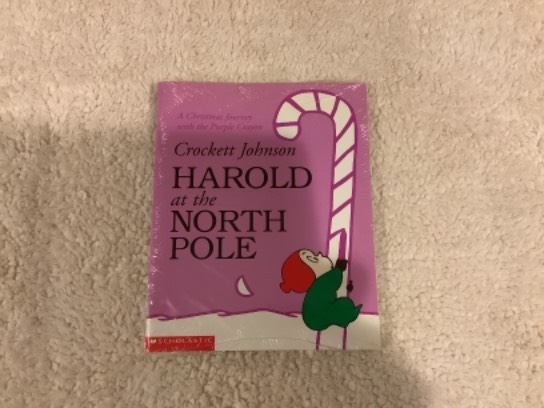 A Christmas Journey
with the Purple Crayon
Crockett Johnson
HAROLD
at the
NORTH
POLE
SCHOLASTIC